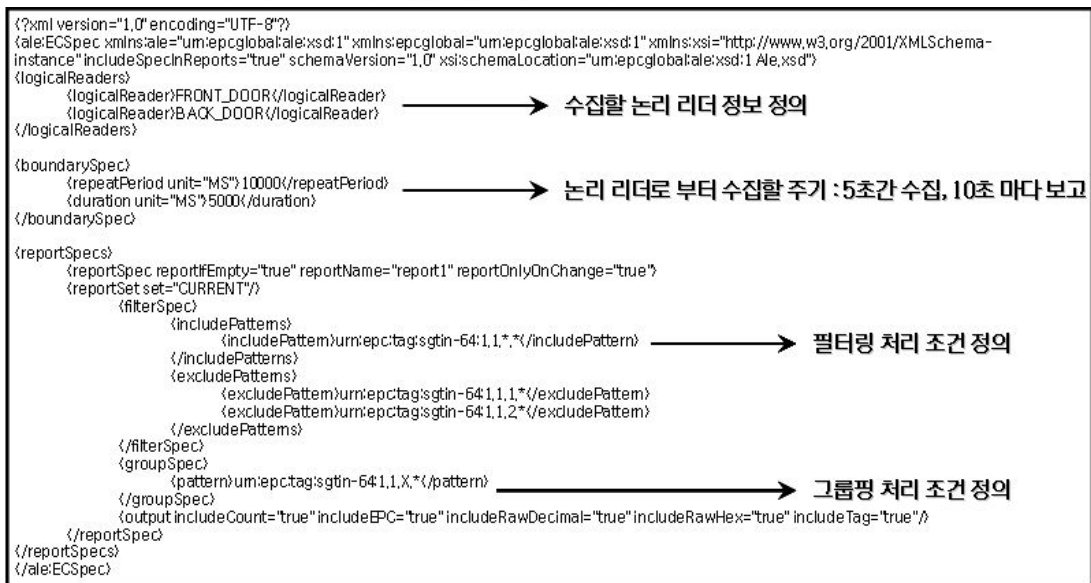 <?xml version="1.0" encoding="UTF-8"?>
<ale:ECSpec xmlns:ale="urn:epcglobal:ale:xsd:1" xmlns:epcglobal="urn:epcglobal:ale:xsd:1" xmlns:xsi="http://www.w3.org/2001/XMLSchema-
instance" includeSpecInReports="true" schemaVersion="1.0" xsi:schemaLocation="urn:epcglobal:ale:xsd:1 Ale.xsd">
<logicalReaders>
<logicalReader>FRONT_DOOR</logicalReader>
<logicalReader>BACK_DOOR</logicalReader>
수집할 논리 리더 정보 정의
</logicalReaders>
<boundarySpec>
<repeatPeriod unit="MS">10000</repeatPeriod>
<duration unit="MS">5000</duration>
논리 리더로 부터 수집할 주기 : 5초간 수집, 10초 마다 보고
</boundarySpec>
<reportSpecs>
<reportSpec reportIfEmpty="true" reportName="report1" reportOnlyOnChange="true">
<reportSet set="CURRENT"/>
<filterSpec>
<includePatterns>
<includePattern>urn:epc:tag:sgtin-64:1.1.*.*</includePattern>
필터링 처리 조건 정의
</includePatterns>
<excludePatterns>
<excludePattern>urn:epc:tag:sgtin-64:1.1.1.*</excludePattern>
<excludePattern>urn:epc:tag:sgtin-64:1.1.2.*</excludePattern>
</excludePatterns>
</filterSpec>
<groupSpec>
<pattern>urn:epc:tag:sgtin-64:1.1.X.*</pattern>
그룹핑 처리 조건 정의
</groupSpec>
<output includeCount="true" includeEPC="true" includeRawDecimal="true" includeRawHex="true" includeTag="true"/>
</reportSpec>
</reportSpecs>
</ale:ECSpec>